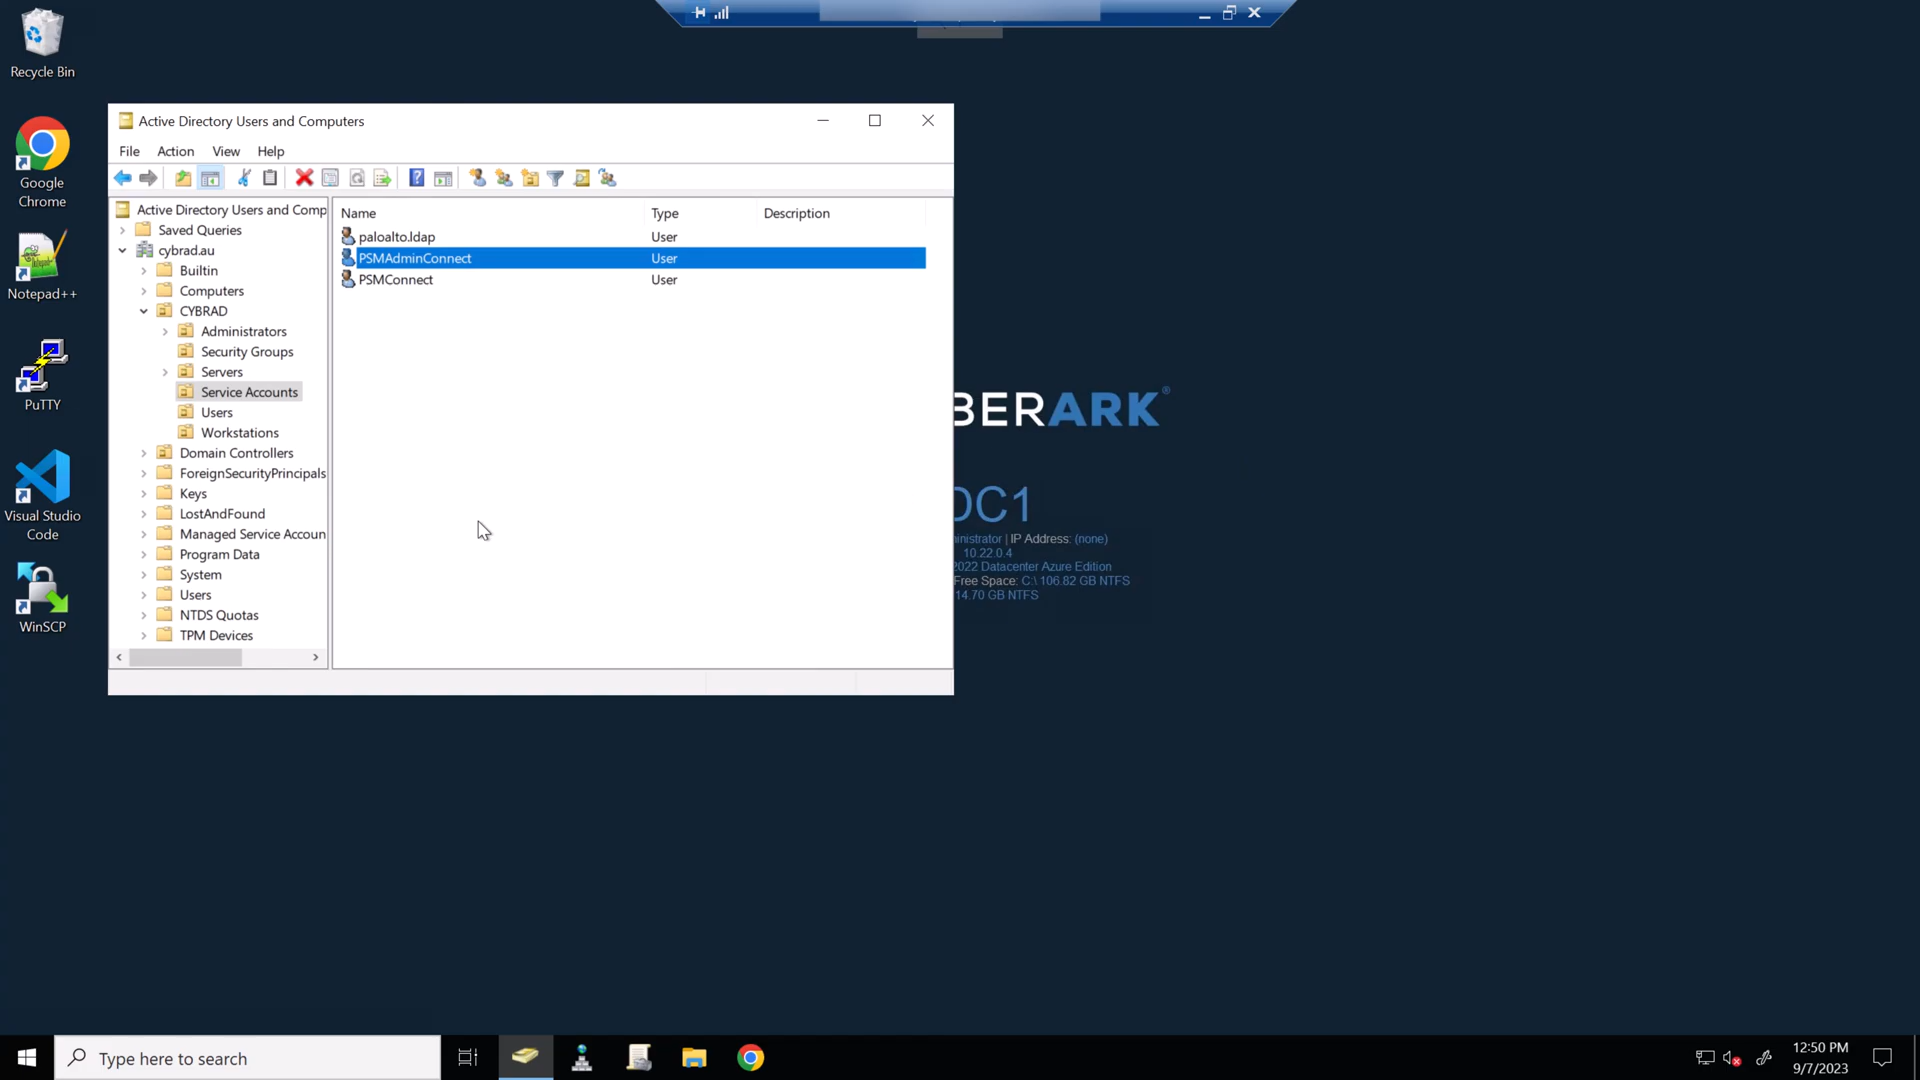 Recycle Bin
Google
Chrome
Notepad++
PuTTY
Visual Studio
Code
WinSCP
Active Directory Users and Computers
File Action View Help
Active Directory Users and Comp
Saved Queries
cybrad.au
Builtin
Computers
CYBRAD
Administrators
Security Groups
Servers
Service Accounts
Users
Workstations
Domain Controllers
ForeignSecurityPrincipals
Keys
LostAndFound
Managed Service Accoun
Program Data
System
Users
NTDS Quotas
TPM Devices
Name Type Description
paloalto.ldap User
PSMAdminConnect User
PSMConnect User
BERARK®
DC1
inistrator | IP Address: (none)
10.22.0.4
2022 Datacenter Azure Edition
Free Space: C:\ 106.82 GB NTFS
14.70 GB NTFS
Type here to search
12:50 PM
9/7/2023